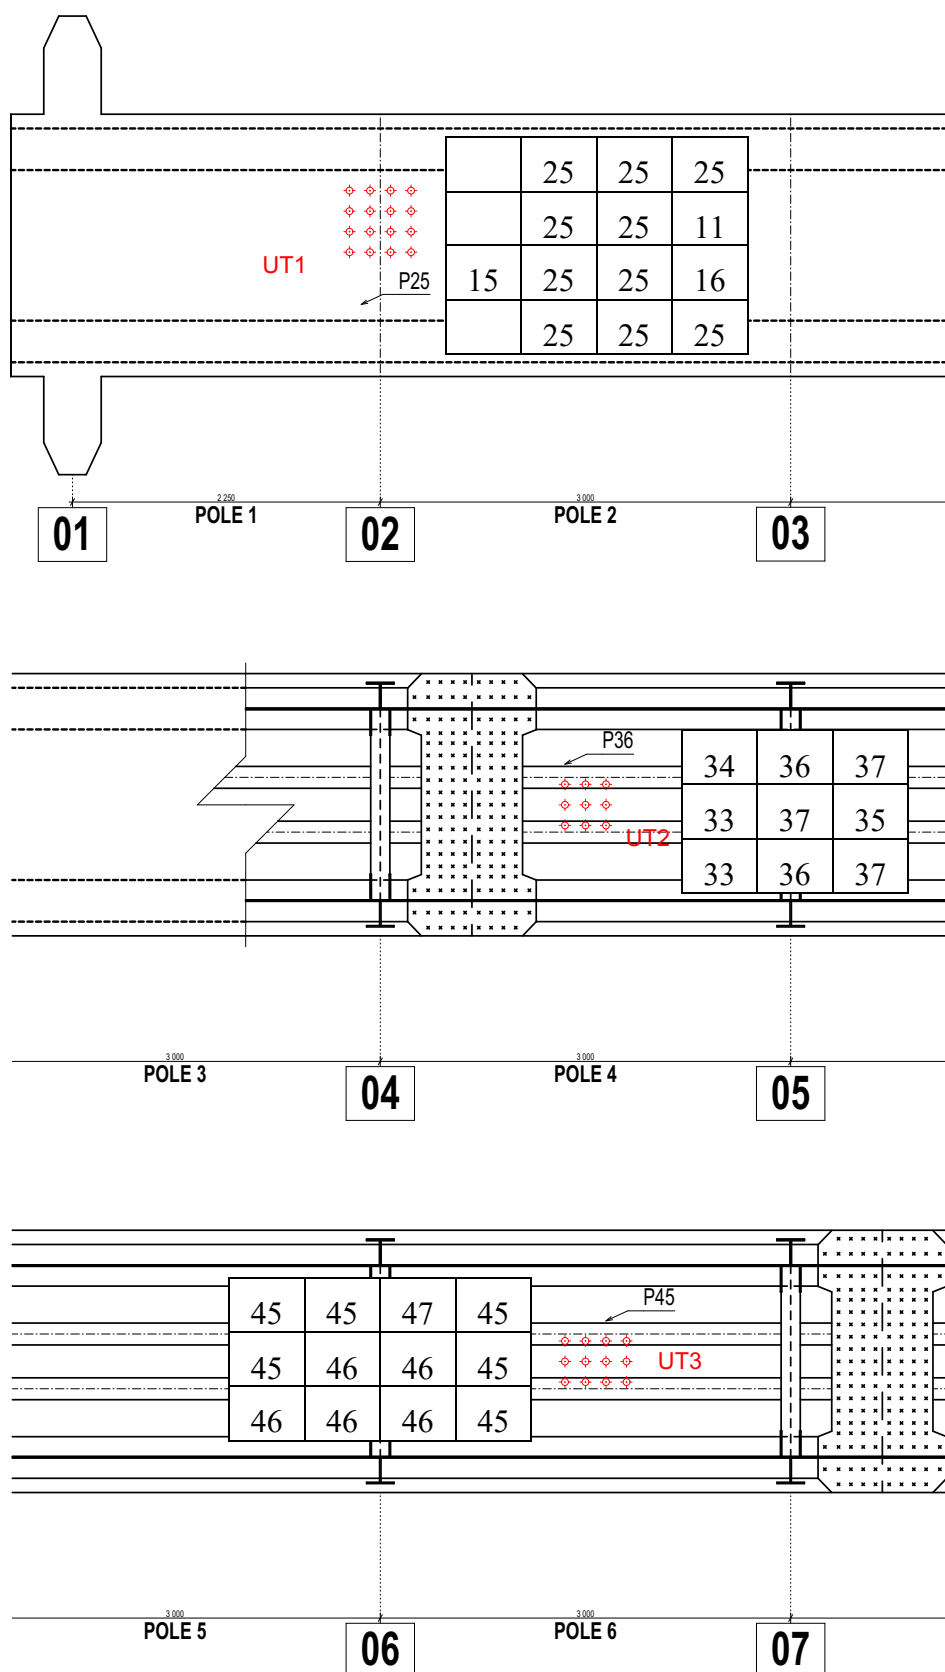 25 25 25
25 25 11
UT1
P25
15 25 25 16
25 25 25
2 250
3 000
POLE 1
POLE 2
01
02
03
P36
34 36 37
UT2
33 37 35
33 36 37
3 000
3 000
POLE 3
POLE 4
04
05
45 45 47 45
P45
45 46 46 45
UT3
46 46 46 45
3 000
3 000
POLE 5
POLE 6
06
07